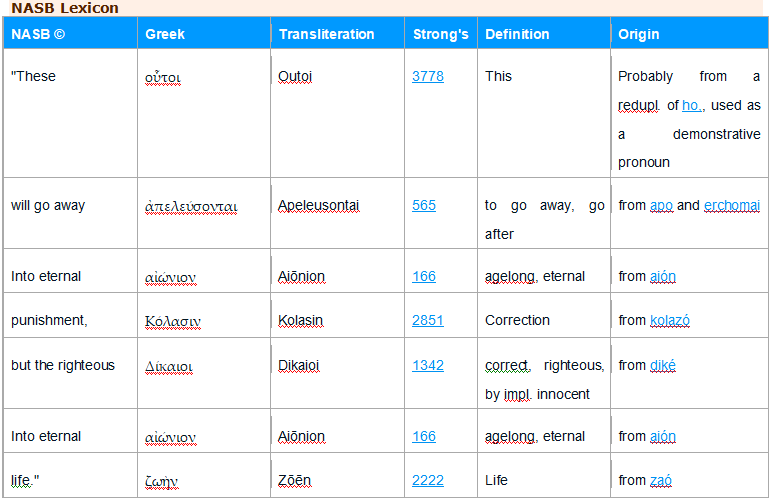 NASB Lexicon
NASB © Greek Transliteration Strong's Definition Origin
"These οὗτοι Outoi 3778 This Probably from a
redupl. of ho., used as
a demonstrative
pronoun
will go away ἀπελεύσονται Apeleusontai 565 to go away, go from apo and erchomai
after
Into eternal αἰώνιον Aiōnion 166 agelong, eternal from aión
punishment, Κόλασιν Kolasin 2851 Correction from kolazó
but the righteous Δίκαιοι Dikaioi 1342 correct, righteous, from diké
by impl. innocent
Into eternal αἰώνιον Aiōnion 166 agelong, eternal from aión
life." ζωὴν Zōēn 2222 Life from zaó